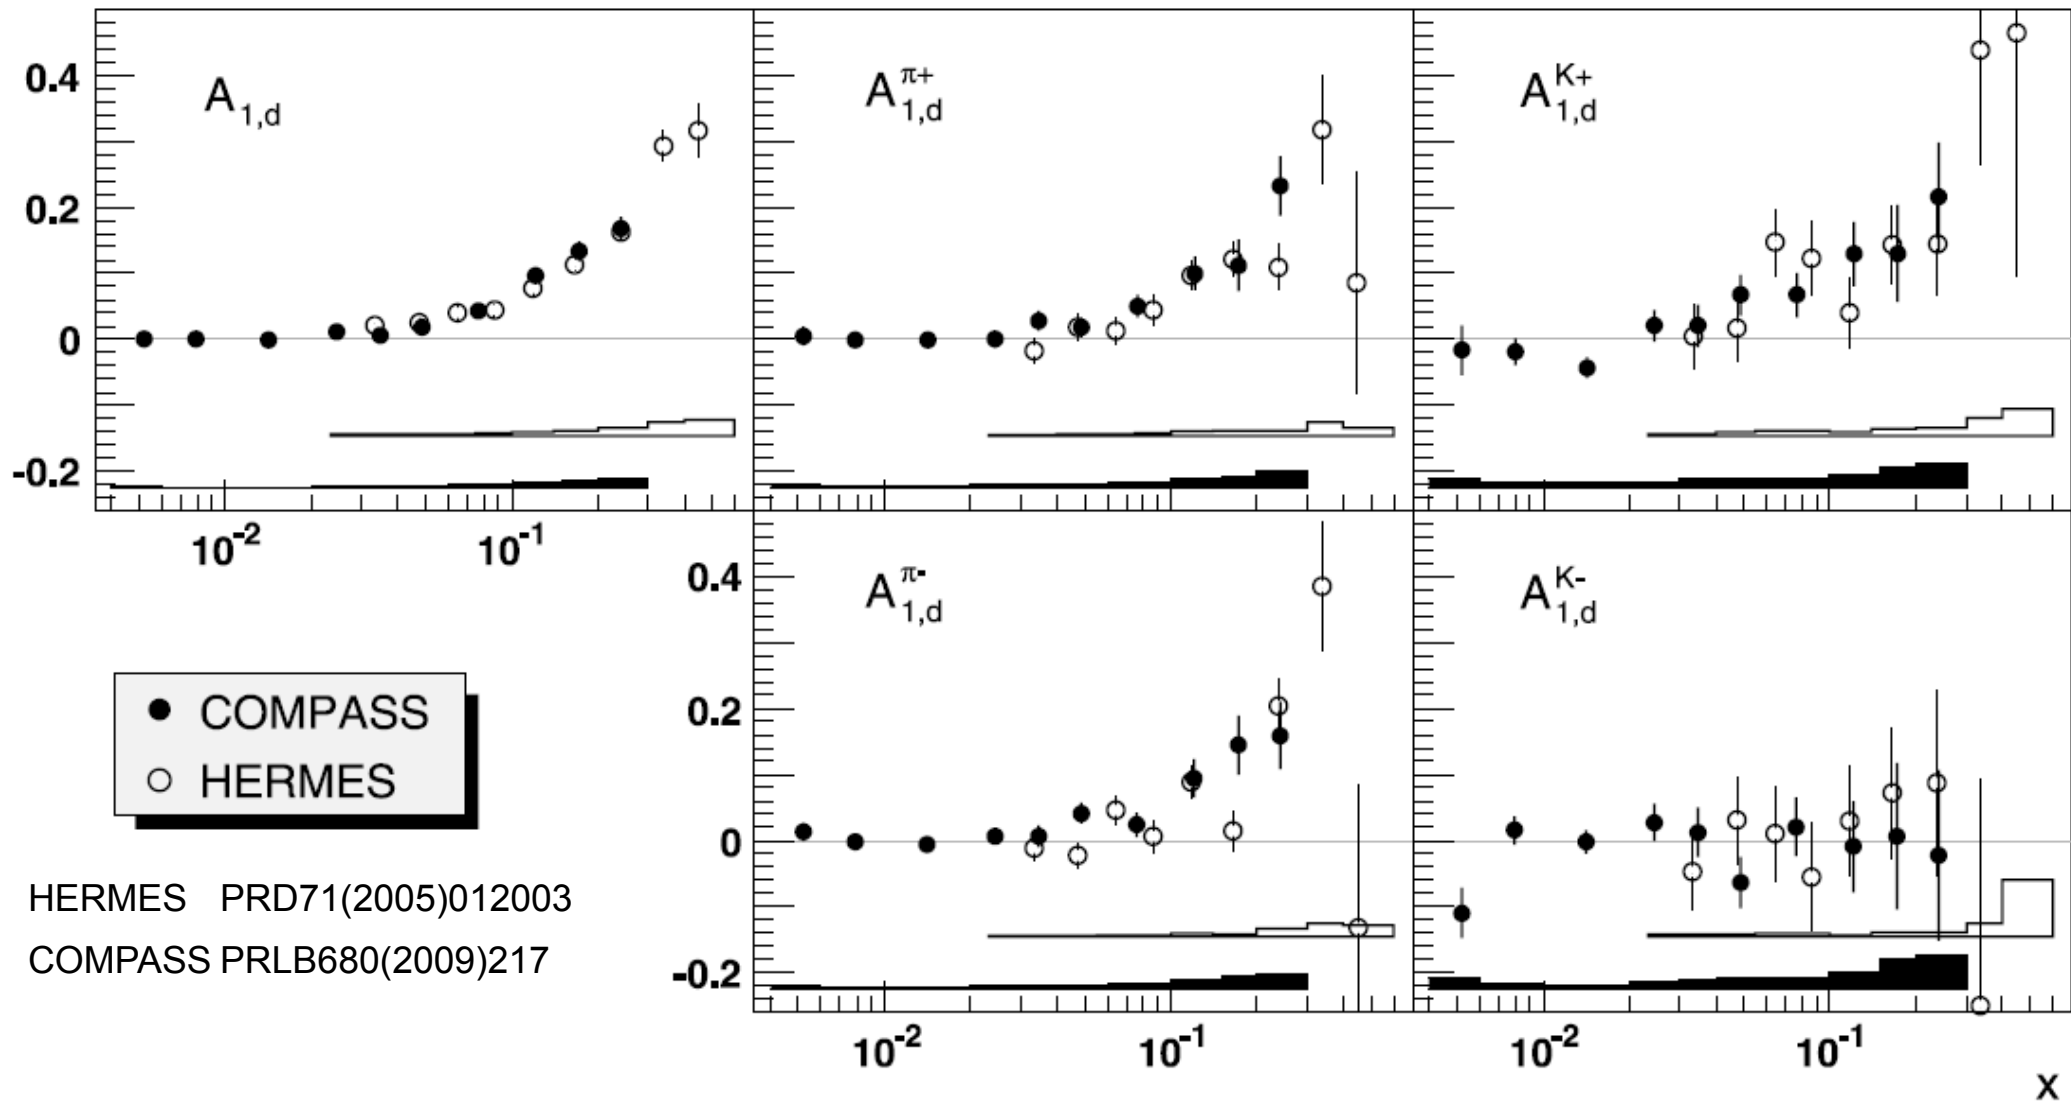 0.4
0.2
0
-0.2
A1,d
Aπ+1,d
AK+1,d
10-2
10-1
0.4
0.2
0
-0.2
Aπ-1,d
AK-1,d
COMPASS
HERMES
HERMES PRD71(2005)012003
COMPASS PRLB680(2009)217
10-2
10-1
10-2
10-1
x